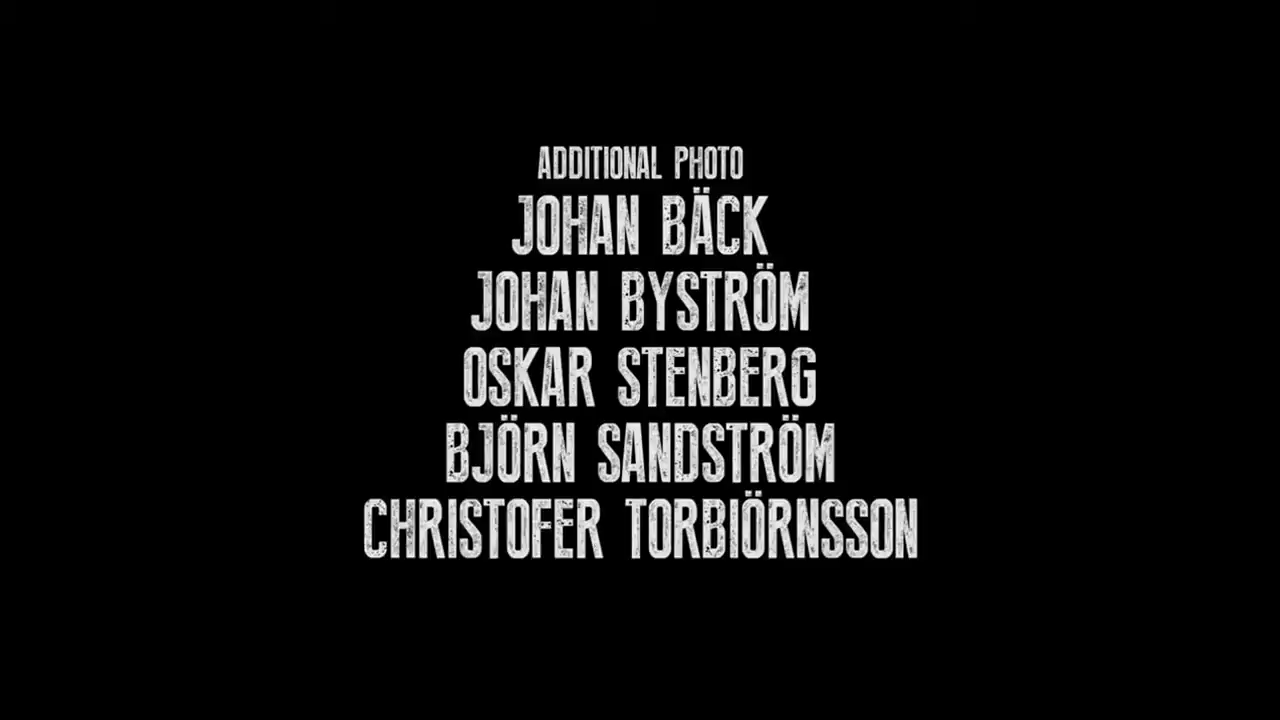 ADDITIONAL PHOTO
JOHAN BÄCK
JOHAN BYSTRÖM
OSKAR STENBERG
BJÖRN SANDSTRÖM
CHRISTOFER TORBIÖRNSSON